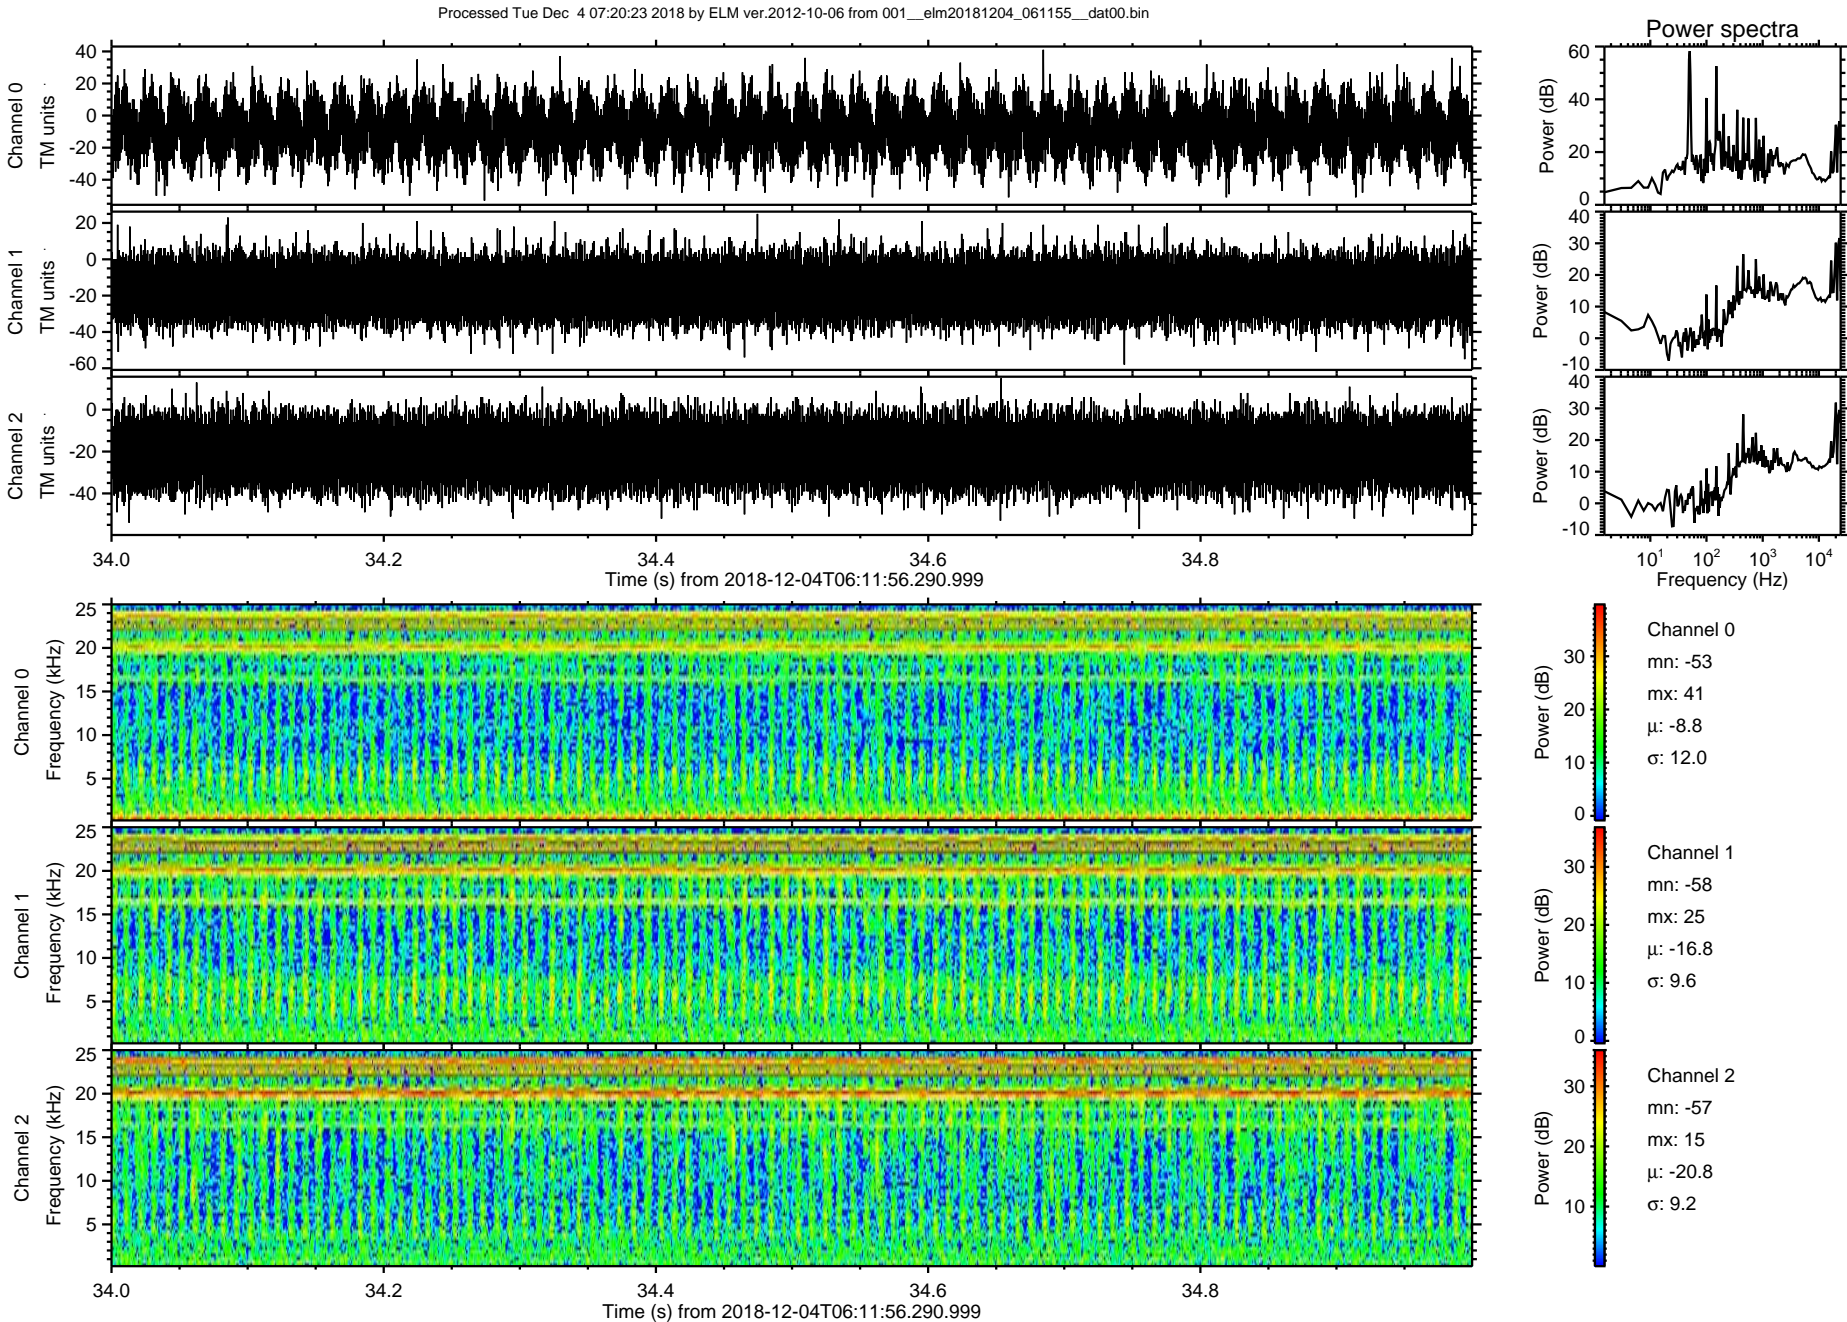 Processed Tue Dec  4 07:20:23 2018 by ELM ver.2012-10-06 from 001__elm20181204_061155__dat00.bin
Power spectra
Channel 0
TM units
40
20
0
-20
-40
Power (dB)
60
40
20
0
Channel 1
TM units
20
0
-20
-40
-60
Power (dB)
40
30
20
10
0
-10
Channel 2
TM units
0
-20
-40
Power (dB)
40
30
20
10
0
-10
34.0 34.2 34.4 34.6 34.8
Time (s) from 2018-12-04T06:11:56.290.999
10^1 10^2 10^3 10^4
Frequency (Hz)
Channel 0
Frequency (kHz)
25
20
15
10
5
Power (dB)
30
20
10
0
Channel 0
mn: -53
mx: 41
μ: -8.8
σ: 12.0
Channel 1
Frequency (kHz)
25
20
15
10
5
Power (dB)
30
20
10
0
Channel 1
mn: -58
mx: 25
μ: -16.8
σ: 9.6
Channel 2
Frequency (kHz)
25
20
15
10
5
Power (dB)
30
20
10
Channel 2
mn: -57
mx: 15
μ: -20.8
σ: 9.2
34.0 34.2 34.4 34.6 34.8
Time (s) from 2018-12-04T06:11:56.290.999